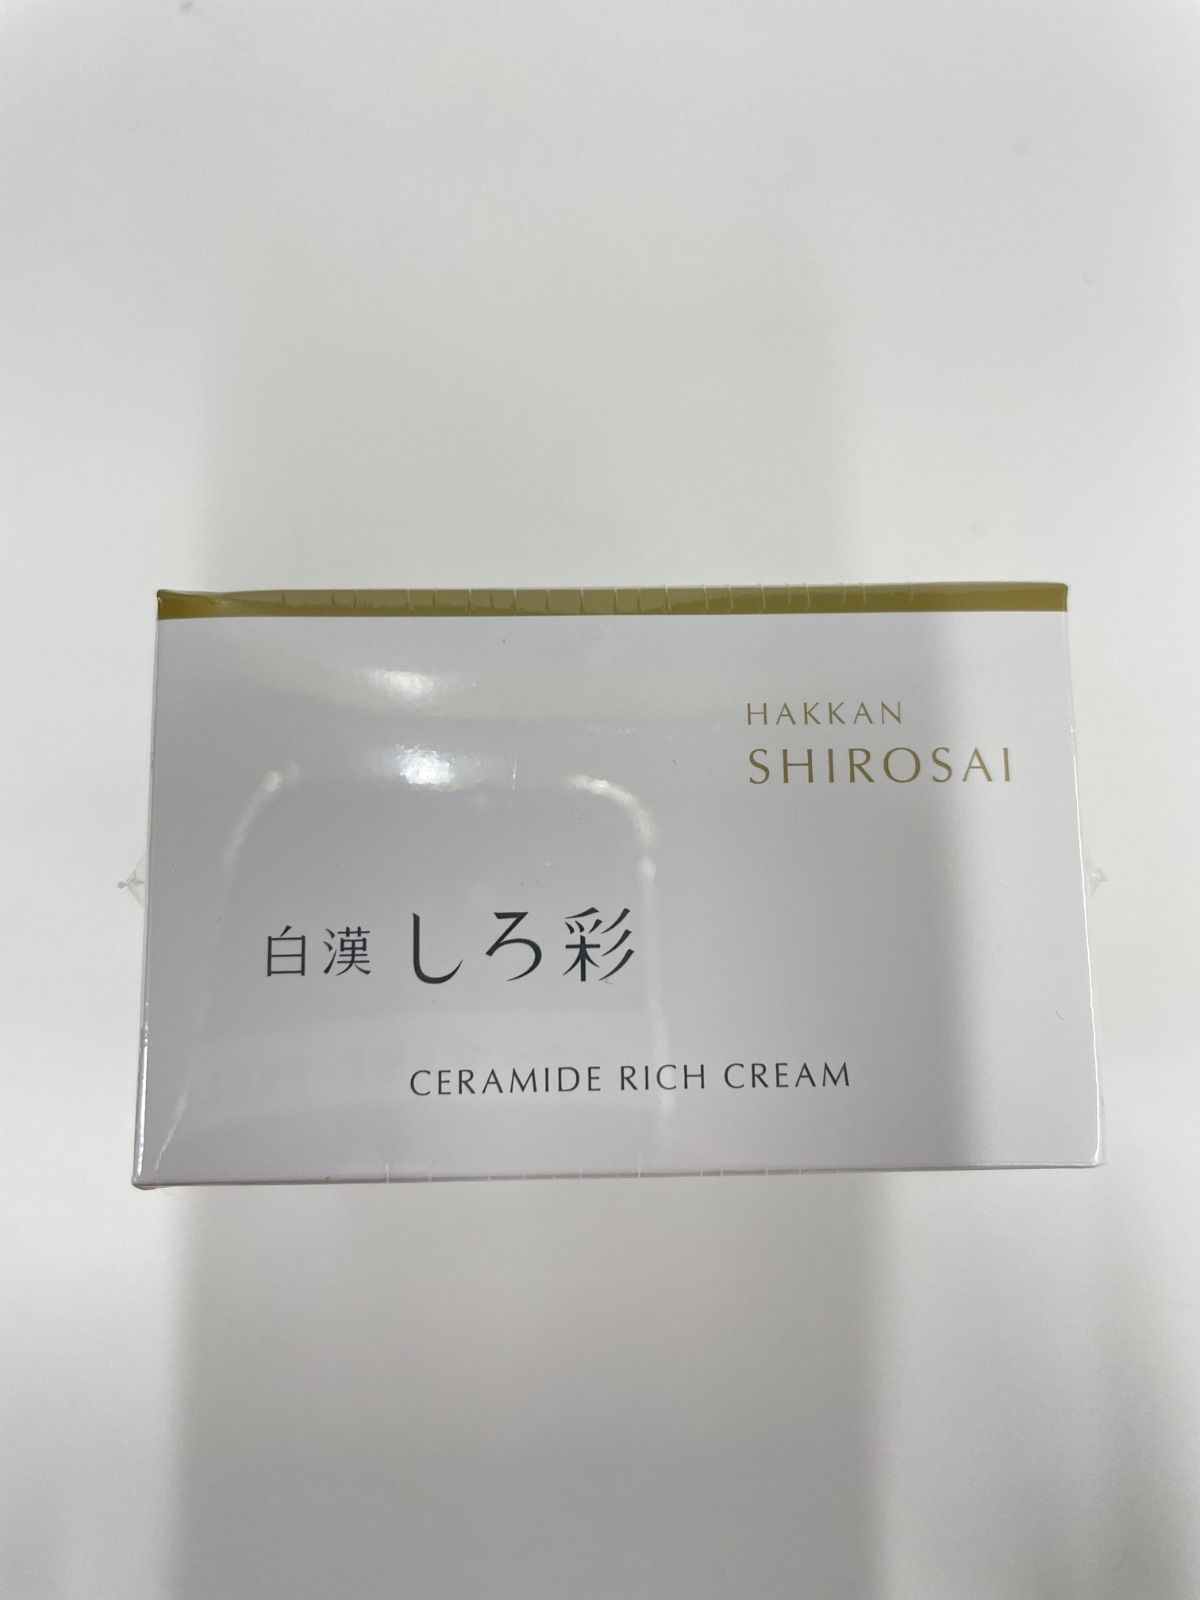 HAKKAN
SHIROSAI
白漢 しろ彩
CERAMIDE RICH CREAM